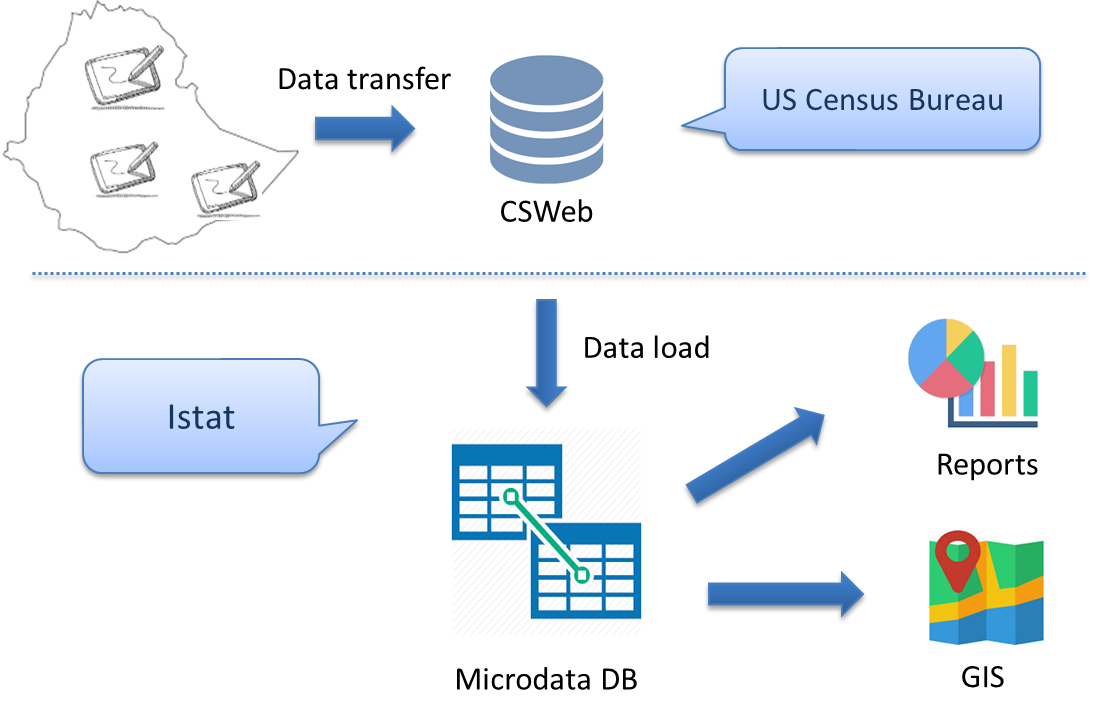 Data transfer
US Census Bureau
CSWeb
Data load
Istat
Reports
Microdata DB
GIS